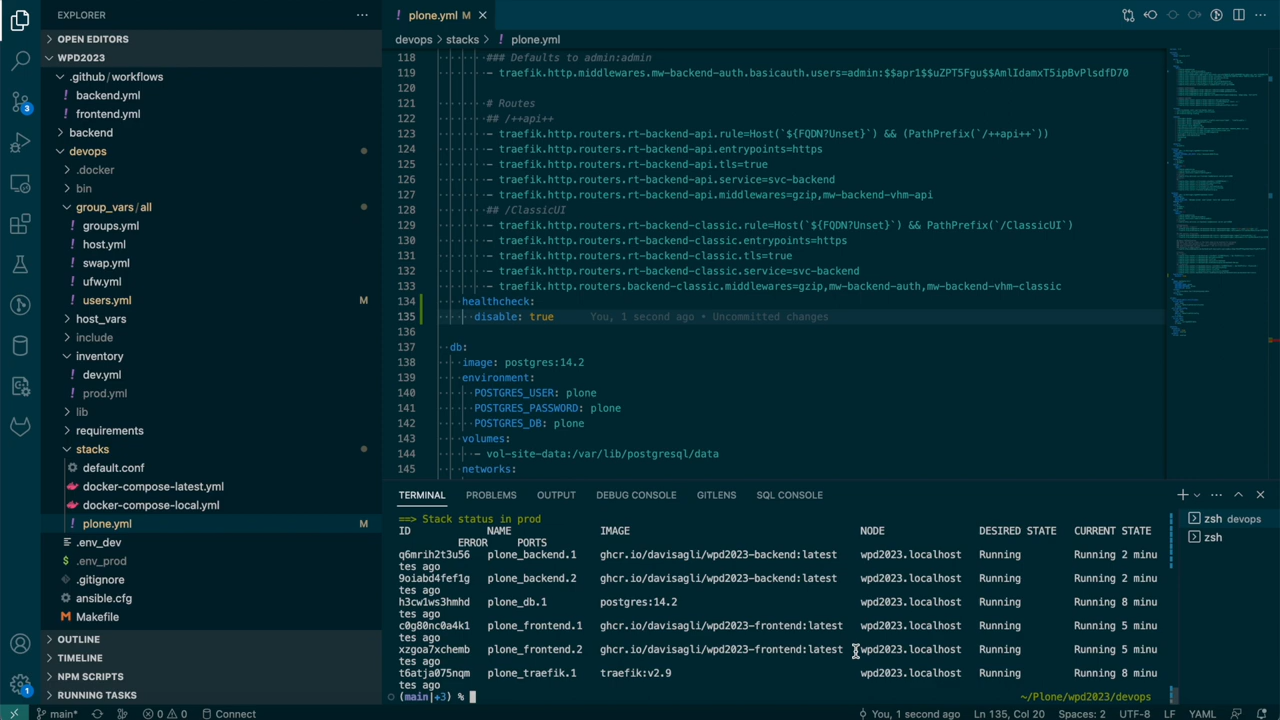 EXPLORER
OPEN EDITORS
WPD2023
.github/workflows
backend.yml
frontend.yml
backend
devops
.docker
bin
group_vars/all
groups.yml
host.yml
swap.yml
ufw.yml
users.yml M
host_vars
include
inventory
dev.yml
prod.yml
lib
requirements
stacks
default.conf
docker-compose-latest.yml
docker-compose-local.yml
plone.yml M
.env_dev
.env_prod
.gitignore
ansible.cfg
Makefile
OUTLINE
TIMELINE
NPM SCRIPTS
RUNNING TASKS
3
1
! plone.yml M
devops > stacks > ! plone.yml
118 ### Defaults to admin:admin
119 - traefik.http.middlewares.mw-backend-auth.basicauth.users=admin:$$apr1$$uZPT5Fgu$$AmlIdamxT5ipBvPlsdfD70
120
121 # Routes
122 ## /++api++
123 - traefik.http.routers.rt-backend-api.rule=Host(`${FQDN?Unset}`) && (PathPrefix(`/++api++`))
124 - traefik.http.routers.rt-backend-api.entrypoints=https
125 - traefik.http.routers.rt-backend-api.tls=true
126 - traefik.http.routers.rt-backend-api.service=svc-backend
127 - traefik.http.routers.rt-backend-api.middlewares=gzip,mw-backend-vhm-api
128 ## /ClassicUI
129 - traefik.http.routers.rt-backend-classic.rule=Host(`${FQDN?Unset}`) && PathPrefix(`/ClassicUI`)
130 - traefik.http.routers.rt-backend-classic.entrypoints=https
131 - traefik.http.routers.rt-backend-classic.tls=true
132 - traefik.http.routers.rt-backend-classic.service=svc-backend
133 - traefik.http.routers.backend-classic.middlewares=gzip,mw-backend-auth,mw-backend-vhm-classic
134 healthcheck:
135 disable: true You, 1 second ago • Uncommitted changes
136
137 db:
138 image: postgres:14.2
139 environment:
140 POSTGRES_USER: plone
141 POSTGRES_PASSWORD: plone
142 POSTGRES_DB: plone
143 volumes:
144 - vol-site-data:/var/lib/postgresql/data
145 networks:
TERMINAL PROBLEMS OUTPUT DEBUG CONSOLE GITLENS SQL CONSOLE
zsh devops
zsh
==> Stack status in prod
ID NAME IMAGE NODE DESIRED STATE CURRENT STATE
ERROR PORTS
q6mrih2t3u56 plone_backend.1 ghcr.io/davisagli/wpd2023-backend:latest wpd2023.localhost Running Running 2 minu
tes ago
9oiabd4fef1g plone_backend.2 ghcr.io/davisagli/wpd2023-backend:latest wpd2023.localhost Running Running 2 minu
tes ago
h3cw1ws3hmhd plone_db.1 postgres:14.2 wpd2023.localhost Running Running 8 minu
tes ago
c0g80nc0a4k1 plone_frontend.1 ghcr.io/davisagli/wpd2023-frontend:latest wpd2023.localhost Running Running 5 minu
tes ago
xzgoa7xchemb plone_frontend.2 ghcr.io/davisagli/wpd2023-frontend:latest wpd2023.localhost Running Running 5 minu
tes ago
t6atja075nqm plone_traefik.1 traefik:v2.9 wpd2023.localhost Running Running 8 minu
tes ago
(main|+3) % ~/Plone/wpd2023/devops
main* 0 0 Connect You, 1 second ago Ln 135, Col 20 Spaces: 2 UTF-8 LF YAML